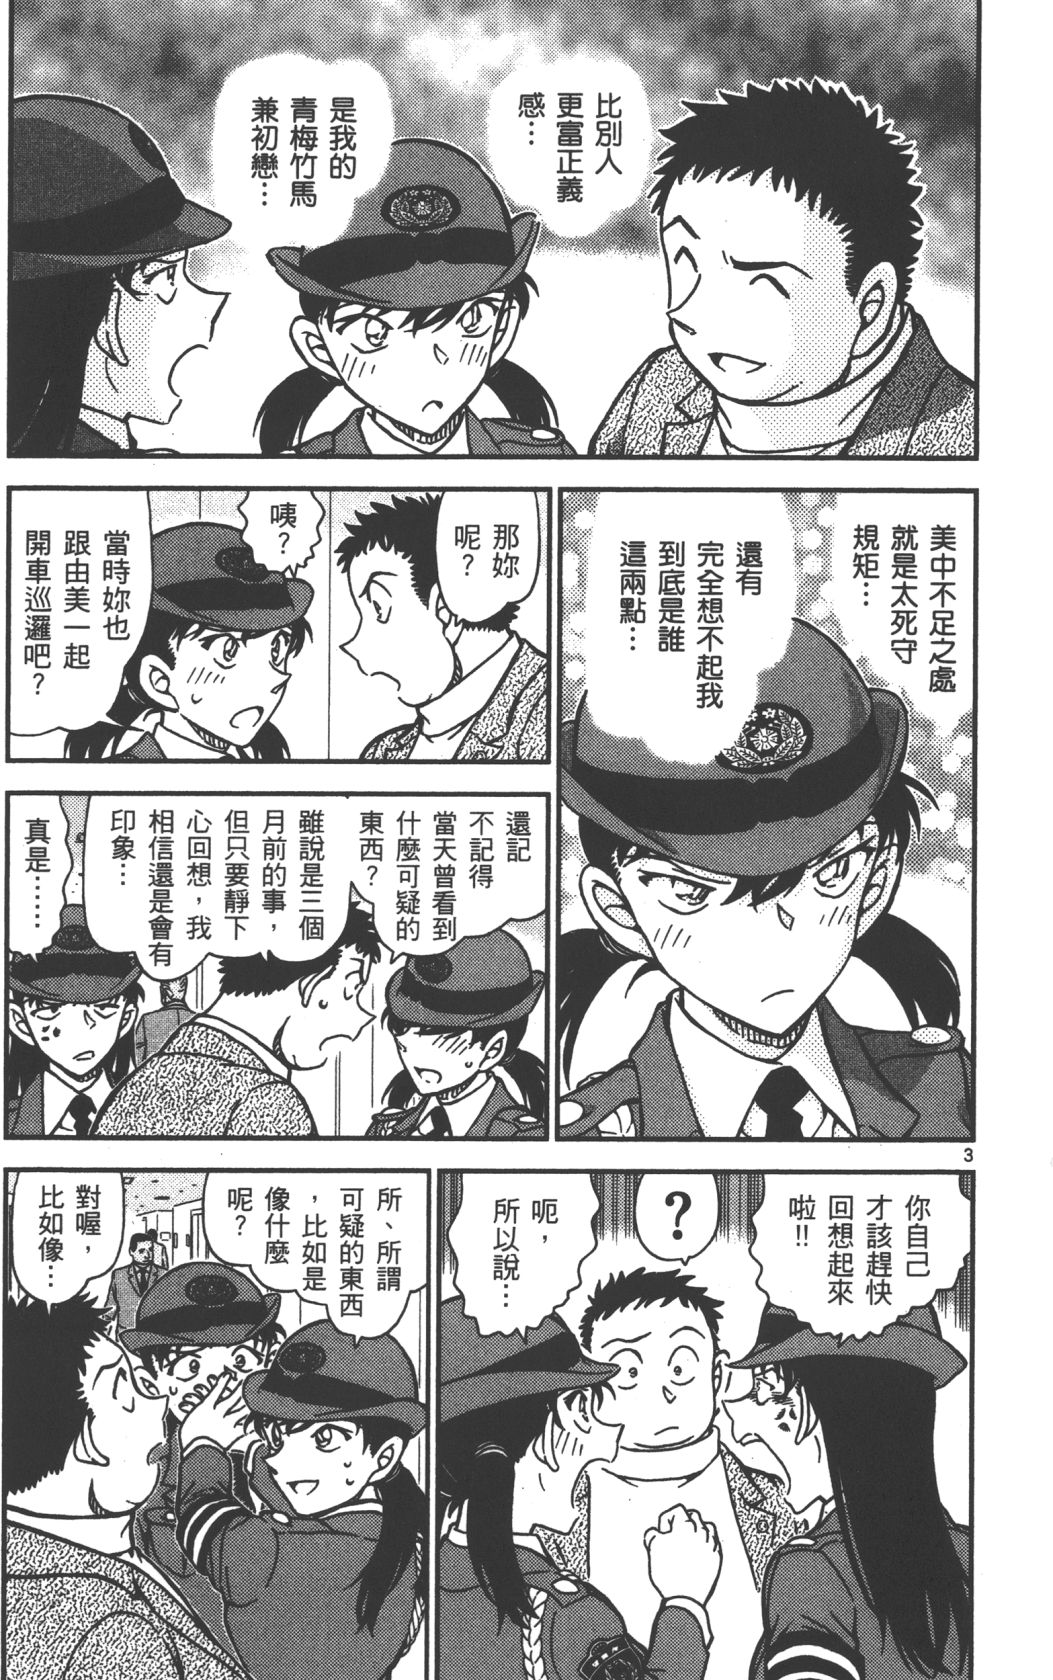 比別人
更富正義
感…
是我的
青梅竹馬
兼初戀…
美中不足之處
就是太死守
規矩…
還有
完全想不起我
到底是誰
這兩點…
那妳
呢？
咦？
當時妳也
跟由美一起
開車巡邏吧？
還記
不記得
當天曾看到
什麼可疑的
東西？
雖說是三個
月前的事，
但只要靜下
心回想，我
相信還是會有
印象…
真是……
3
你自己
才該趕快
回想起來
啦!!
？
呃，
所以說…
所、所謂
可疑的東西
，比如是
像什麼
呢？
對喔，
比如像…